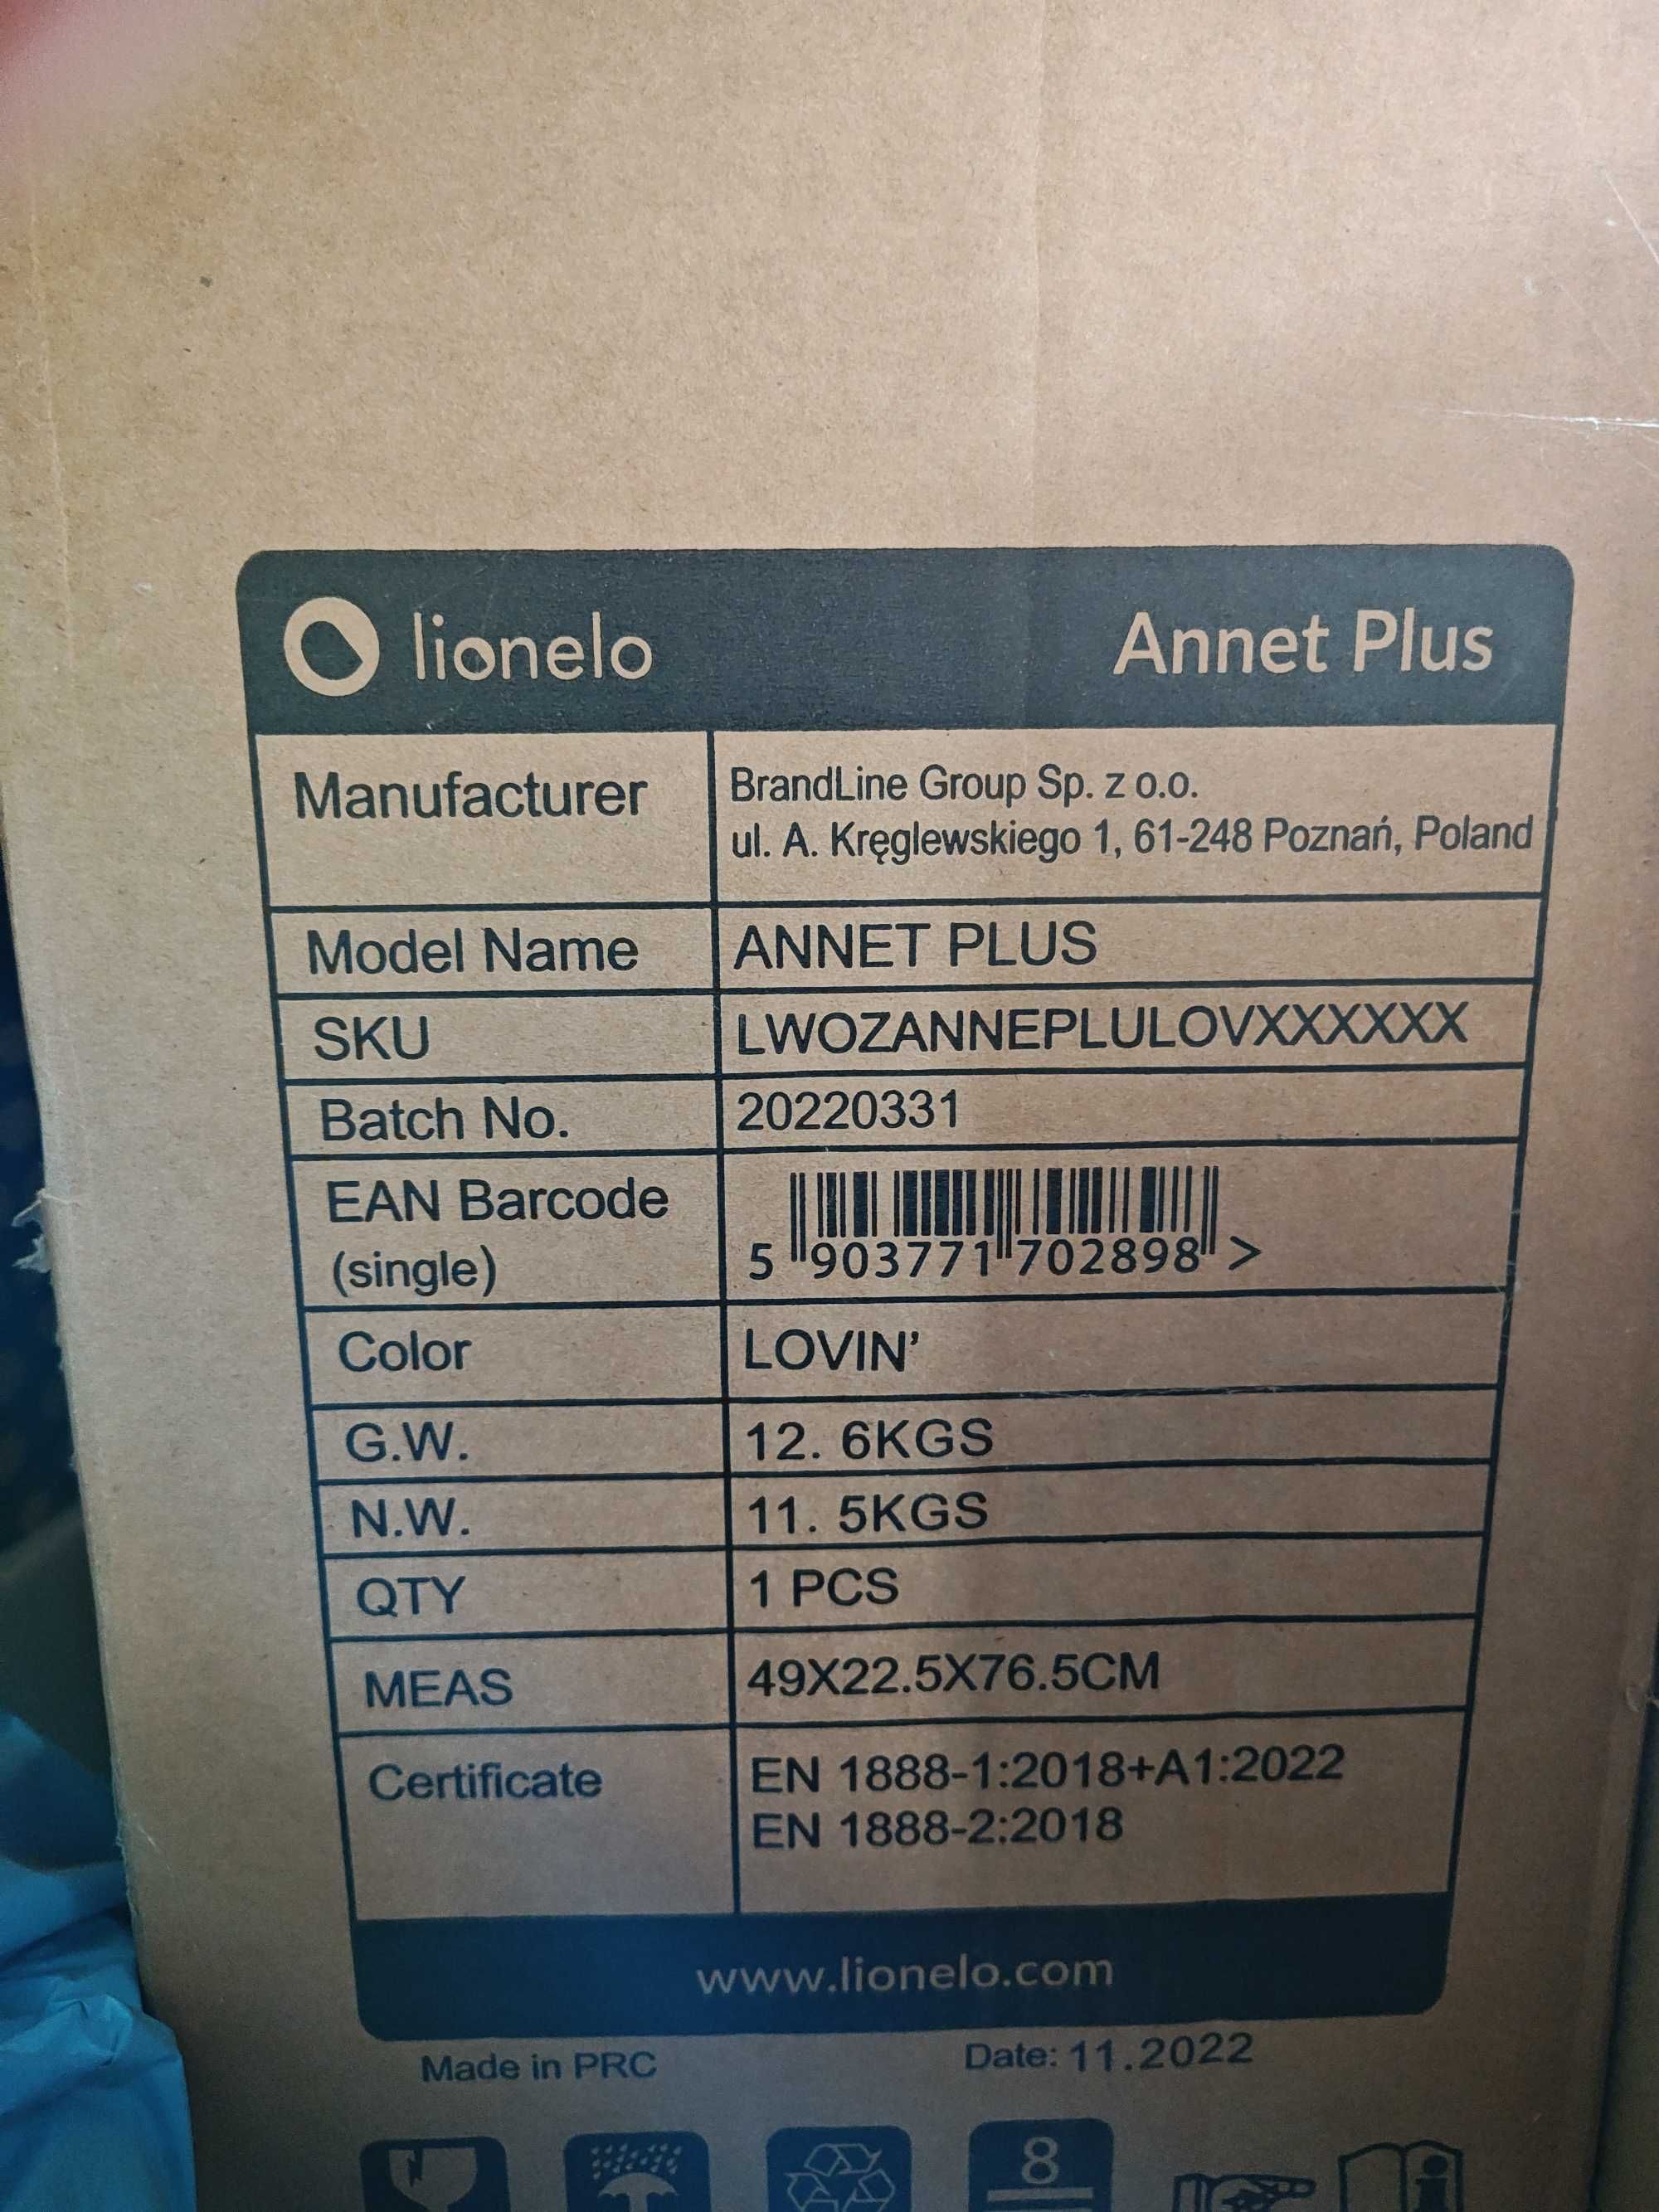 lionelo Annet Plus
Manufacturer BrandLine Group Sp. z o.o.
ul. A. Kręglewskiego 1, 61-248 Poznań, Poland
Model Name ANNET PLUS
SKU LWOZANNEPLULOVXXXXXX
Batch No. 20220331
EAN Barcode
(single) 5 903771 702898 >
Color LOVIN’
G.W. 12. 6KGS
N.W. 11. 5KGS
QTY 1 PCS
MEAS 49X22.5X76.5CM
Certificate EN 1888-1:2018+A1:2022
EN 1888-2:2018
www.lionelo.com
Made in PRC Date: 11.2022
8